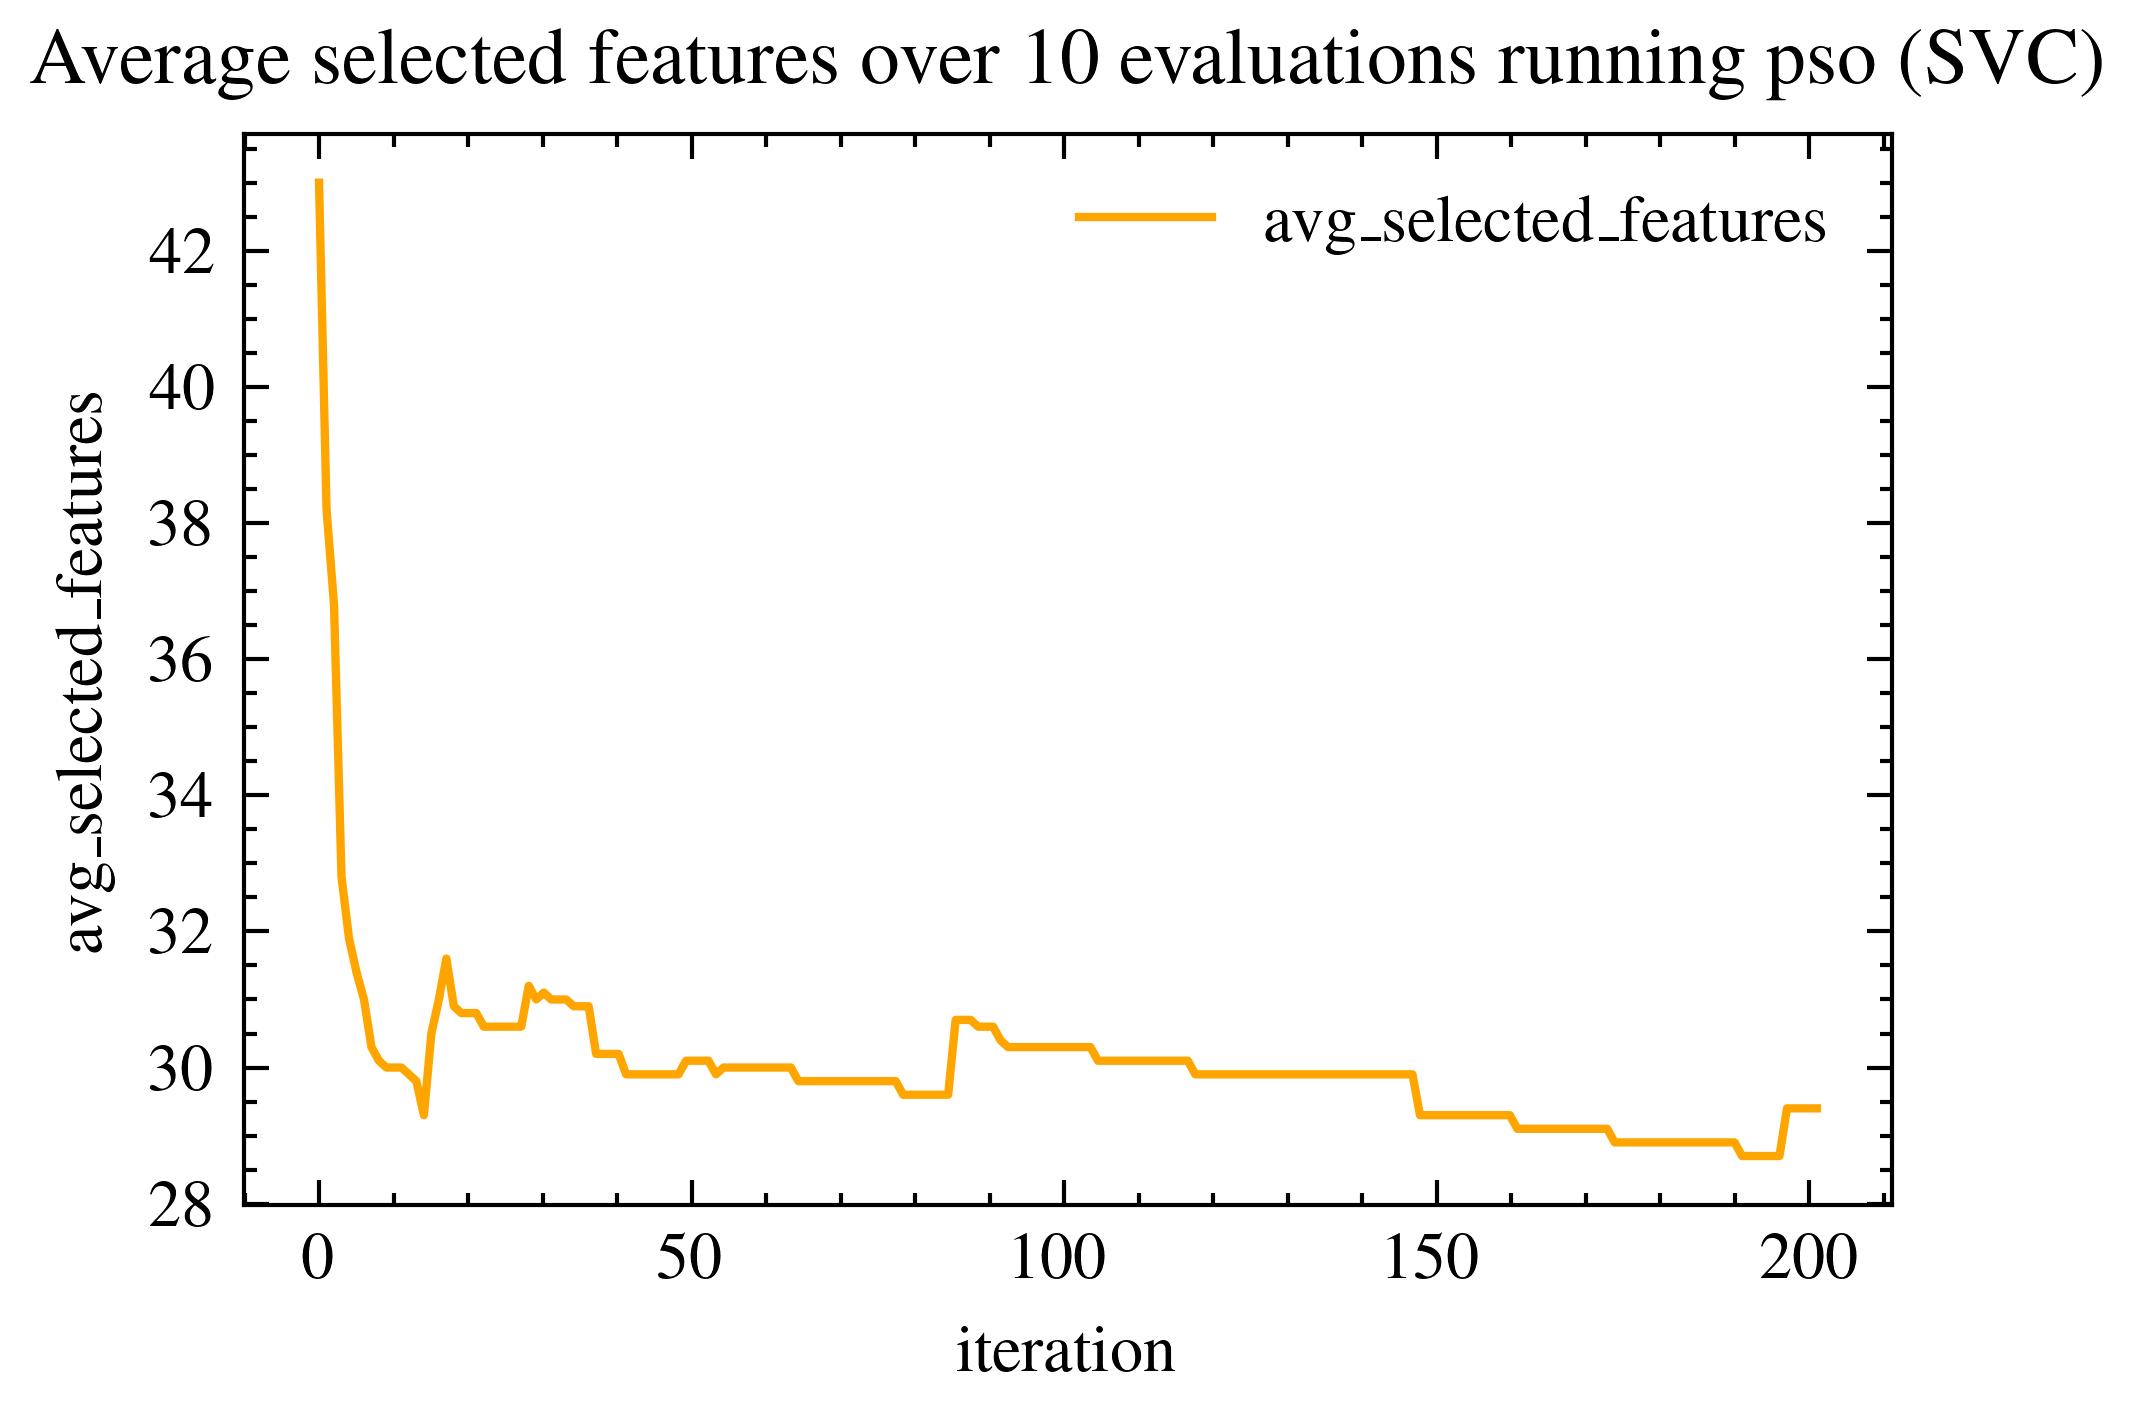 Average selected features over 10 evaluations running pso (SVC)
avg_selected_features
avg_selected_features
42
40
38
36
34
32
30
28
0 50 100 150 200
iteration